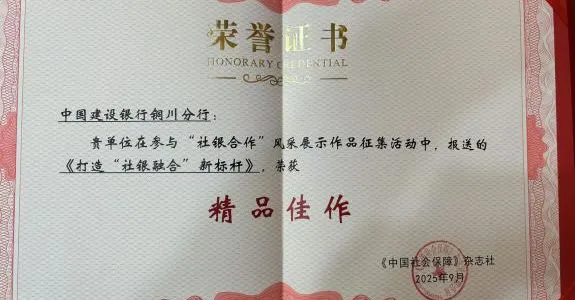 荣誉证书
HONORARY CREDENTIAL
中国建设银行铜川分行：
贵单位在参与“社银合作”风采展示作品征集活动中，报送的
《打造“社银融合”新标杆》，荣获
精品佳作
《中国社会保障》杂志社
2025年9月